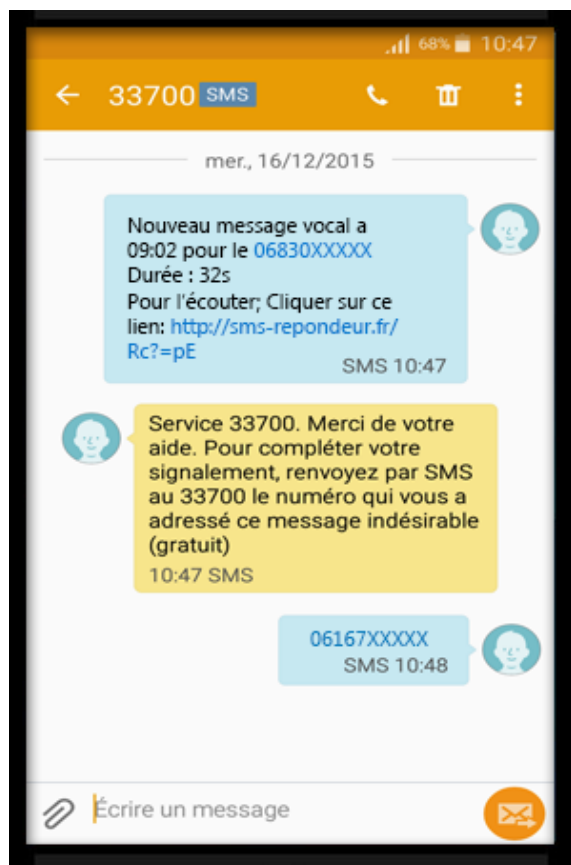 68% 10:47
33700 SMS
mer., 16/12/2015
Nouveau message vocal a
09:02 pour le 06830XXXXX
Durée : 32s
Pour l'écouter; Cliquer sur ce
lien: http://sms-repondeur.fr/
Rc?=pE
SMS 10:47
Service 33700. Merci de votre
aide. Pour compléter votre
signalement, renvoyez par SMS
au 33700 le numéro qui vous a
adressé ce message indésirable
(gratuit)
10:47 SMS
06167XXXXX
SMS 10:48
Écrire un message